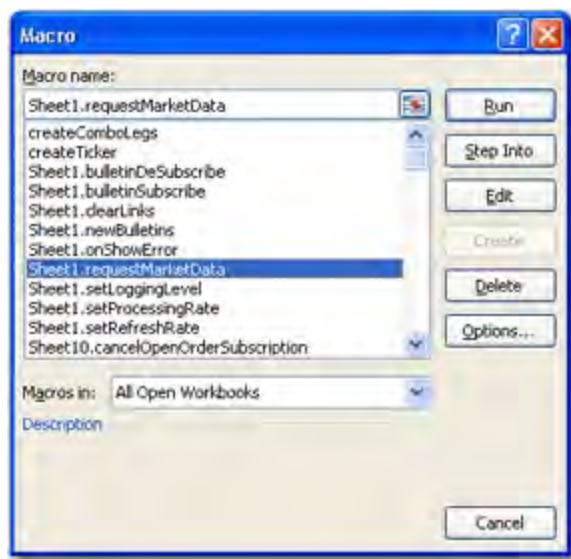 Macro
Macro name:
Sheet1.requestMarketData
createComboLegs
createTicker
Sheet1.bulletinDeSubscribe
Sheet1.bulletinSubscribe
Sheet1.clearLinks
Sheet1.newBulletins
Sheet1.onShowError
Sheet1.requestMarketData
Sheet1.setLoggingLevel
Sheet1.setProcessingRate
Sheet1.setRefreshRate
Sheet10.cancelOpenOrderSubscription
Run
Step Into
Edit
Create
Delete
Options...
Macros in: All Open Workbooks
Description
Cancel